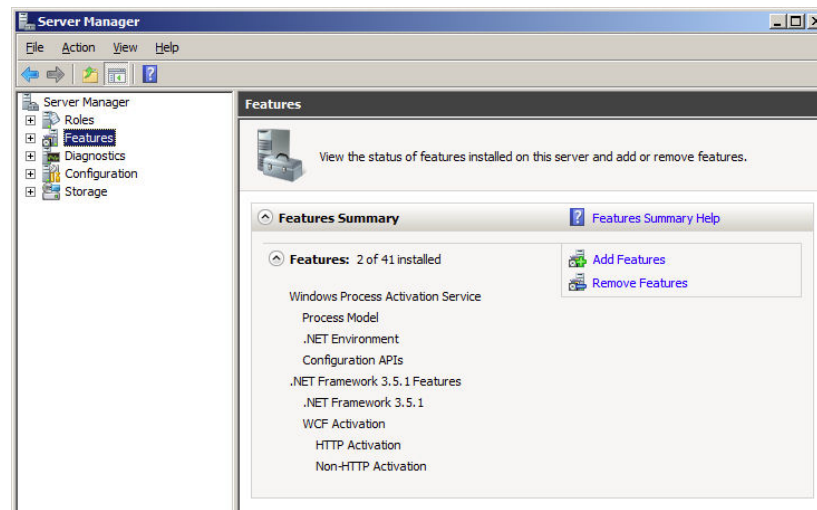 Server Manager
File Action View Help
Server Manager
Roles
Features
Diagnostics
Configuration
Storage
Features
View the status of features installed on this server and add or remove features.
Features Summary
Features Summary Help
Features: 2 of 41 installed
Add Features
Remove Features
Windows Process Activation Service
Process Model
.NET Environment
Configuration APIs
.NET Framework 3.5.1 Features
.NET Framework 3.5.1
WCF Activation
HTTP Activation
Non-HTTP Activation